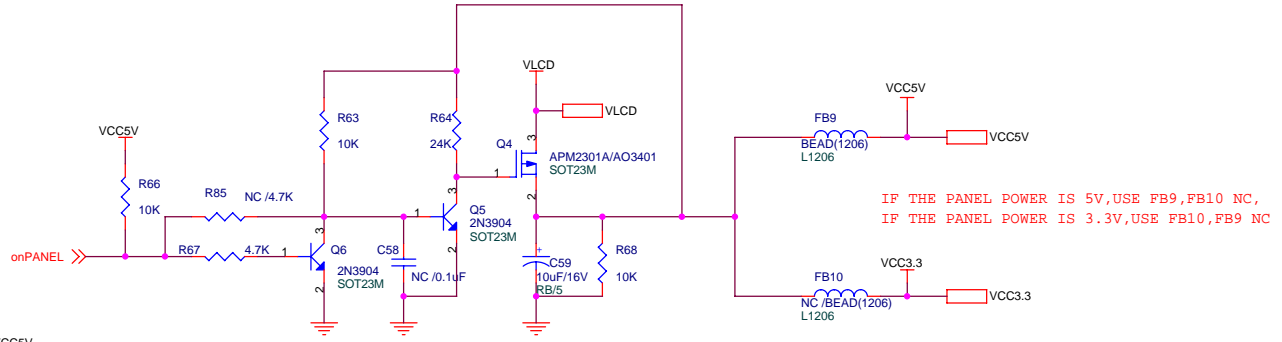 VLCD
VLCD
VCC5V
VCC5V
FB9
BEAD(1206)
L1206
VCC5V
R63
10K
R64
24K
Q4
3
1
2
APM2301A/AO3401
SOT23M
R66
10K
R85
NC /4.7K
IF THE PANEL POWER IS 5V,USE FB9,FB10 NC,
IF THE PANEL POWER IS 3.3V,USE FB10,FB9 NC
onPANEL
R67
4.7K
1
3
2
Q6
2N3904
SOT23M
1
3
2
Q5
2N3904
SOT23M
C58
NC /0.1uF
+
C59
10uF/16V
RB/5
R68
10K
VCC3.3
FB10
NC /BEAD(1206)
L1206
VCC3.3
VCC5V